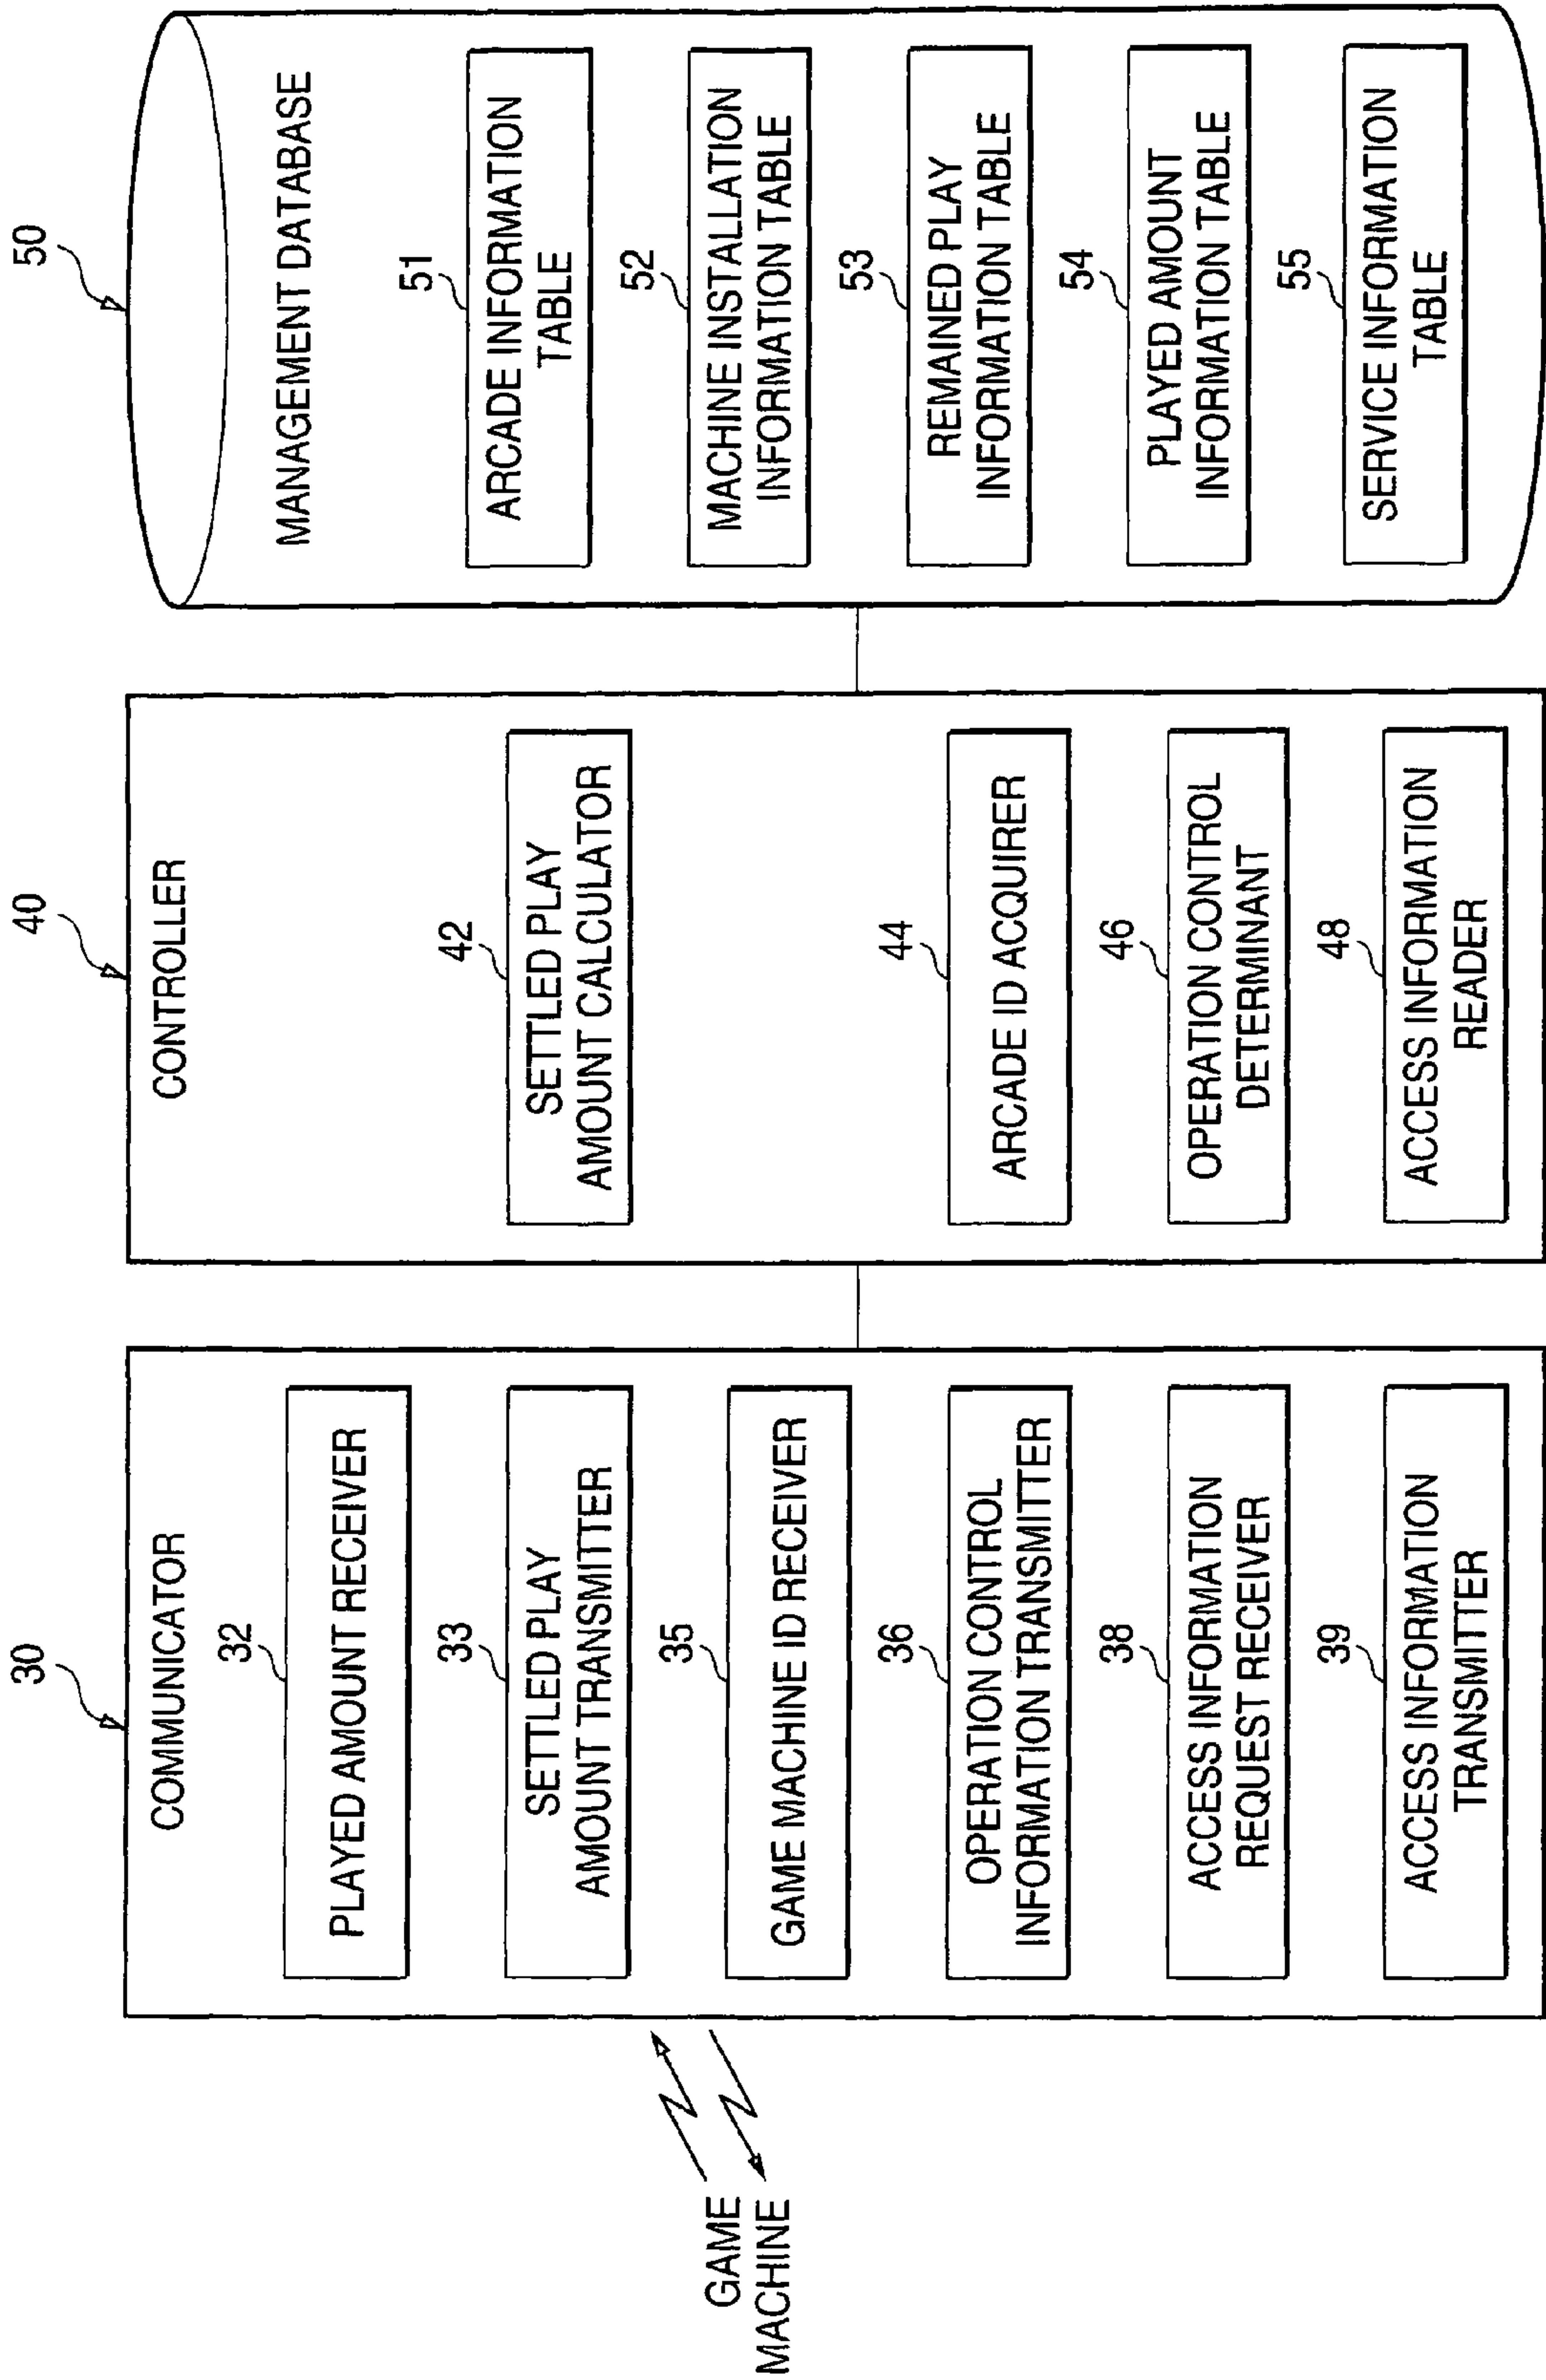 30
COMMUNICATOR
32
PLAYED AMOUNT RECEIVER
33
SETTLED PLAY
AMOUNT TRANSMITTER
35
GAME MACHINE ID RECEIVER
36
OPERATION CONTROL
INFORMATION TRANSMITTER
38
ACCESS INFORMATION
REQUEST RECEIVER
39
ACCESS INFORMATION
TRANSMITTER
GAME
MACHINE
40
CONTROLLER
42
SETTLED PLAY
AMOUNT CALCULATOR
44
ARCADE ID ACQUIRER
46
OPERATION CONTROL
DETERMINANT
48
ACCESS INFORMATION
READER
50
MANAGEMENT DATABASE
51
ARCADE INFORMATION
TABLE
52
MACHINE INSTALLATION
INFORMATION TABLE
53
REMAINED PLAY
INFORMATION TABLE
54
PLAYED AMOUNT
INFORMATION TABLE
55
SERVICE INFORMATION
TABLE